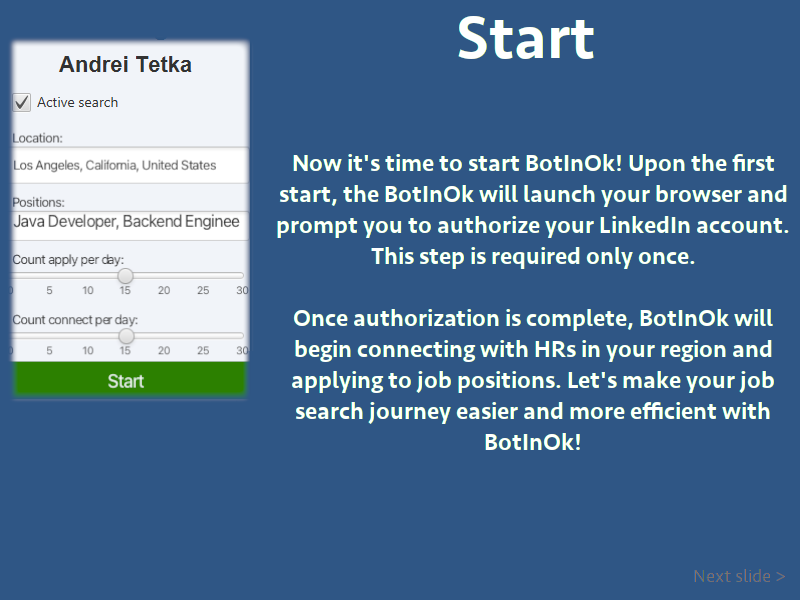 Start
Andrei Tetka
Active search
Location:
Los Angeles, California, United States
Positions:
Java Developer, Backend Enginee
Count apply per day:
0 5 10 15 20 25 30
Count connect per day:
0 5 10 15 20 25 30
Start
Now it's time to start BotInOk! Upon the first
start, the BotInOk will launch your browser and
prompt you to authorize your LinkedIn account.
This step is required only once.
Once authorization is complete, BotInOk will
begin connecting with HRs in your region and
applying to job positions. Let's make your job
search journey easier and more efficient with
BotInOk!
Next slide >